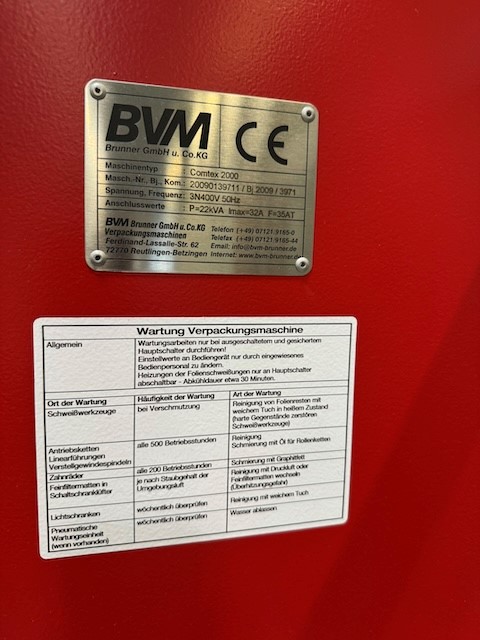 BVM
Brunner GmbH u. Co.KG
CE
Maschinentyp : Comtex 2000
Masch.-Nr., Bj., Kom.: 20090139711 / Bj 2009 / 3971
Spannung, Frequenz: 3N400V 50Hz
Anschlusswerte : P=22kVA Imax=32A F=35AT
BVM Brunner GmbH u. Co.KG Telefon (+49) 07121.9185-0
Verpackungsmaschinen Telefax (+49) 07121.9185-44
Ferdinand-Lassalle-Str. 62 Email: info@bvm-brunner.de
72770 Reutlingen-Betzingen Internet: www.bvm-brunner.de
Wartung Verpackungsmaschine
Allgemein Wartungsarbeiten nur bei ausgeschaltetem und gesichertem
Hauptschalter durchführen!
Einstellwerte an Bediengerät nur durch eingewiesenes
Bedienpersonal zu ändern.
Heizungen der Folienschweißungen nur an Hauptschalter
abschaltbar - Abkühldauer etwa 30 Minuten.
Ort der Wartung Häufigkeit der Wartung Art der Wartung
Schweißwerkzeuge bei Verschmutzung Reinigung von Folienresten mit
weichem Tuch in heißem Zustand
(harte Gegenstände zerstören
Schweißwerkzeuge)
Antriebsketten alle 500 Betriebsstunden Reinigung
Linearführungen Schmierung mit Öl für Rollenketten
Verstellgewindespindeln
Zahnräder alle 200 Betriebsstunden Schmierung mit Graphitfett
Feinfiltermatten in je nach Staubgehalt der Reinigung mit Druckluft oder
Schaltschranklüfter Umgebungsluft Feinfiltermatten wechseln
(Überhitzungsgefahr)
Lichtschranken wöchentlich überprüfen Reinigung mit weichem Tuch
Pneumatische wöchentlich überprüfen Wasser ablassen
Wartungseinheit
(wenn vorhanden)